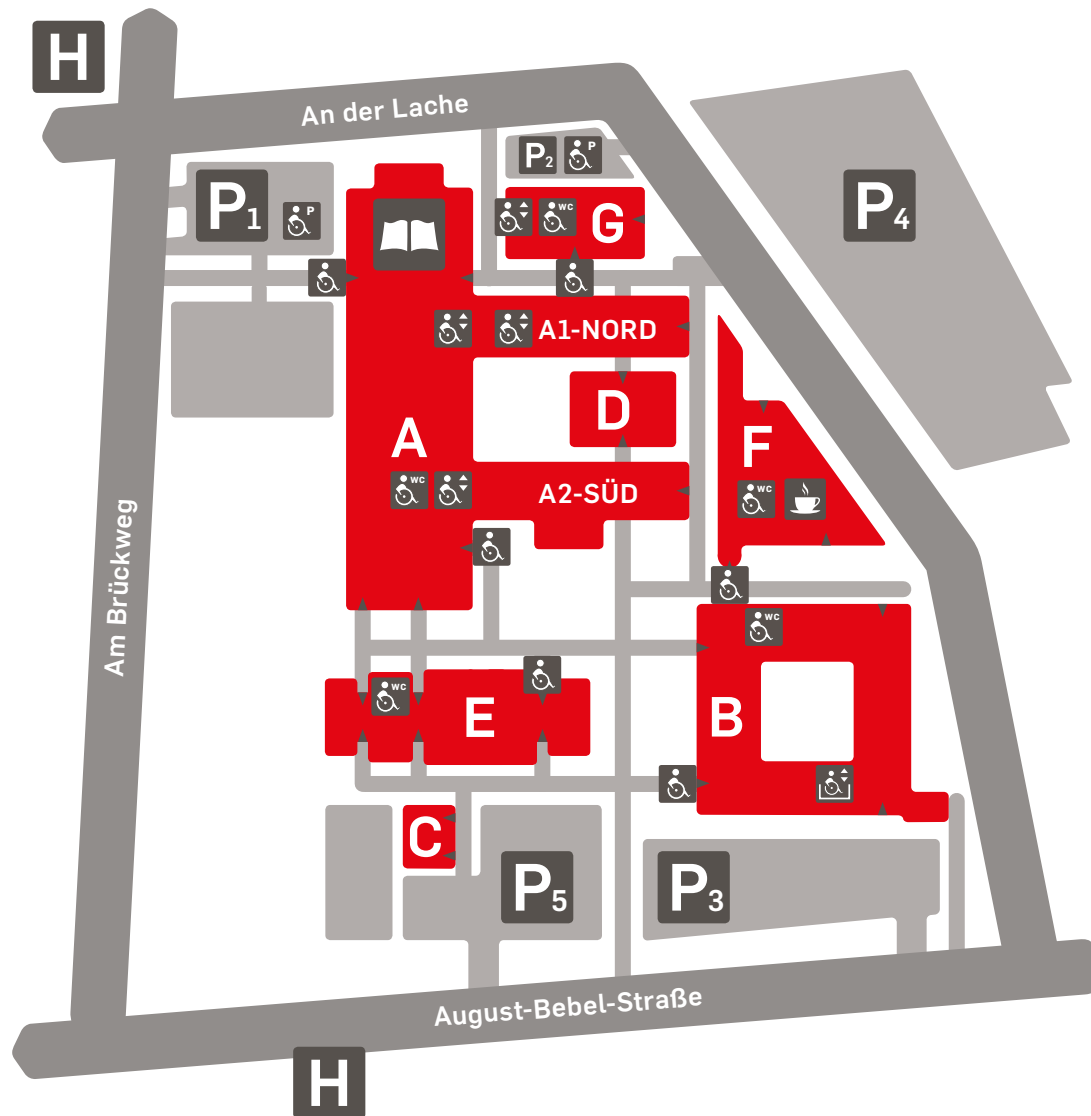 H
An der Lache
P1
P
P2
P
WC
G
P4
A1-NORD
D
A
F
WC
A2-SÜD
WC
Am Brückweg
WC
WC
E
B
C
P5
P3
August-Bebel-Straße
H